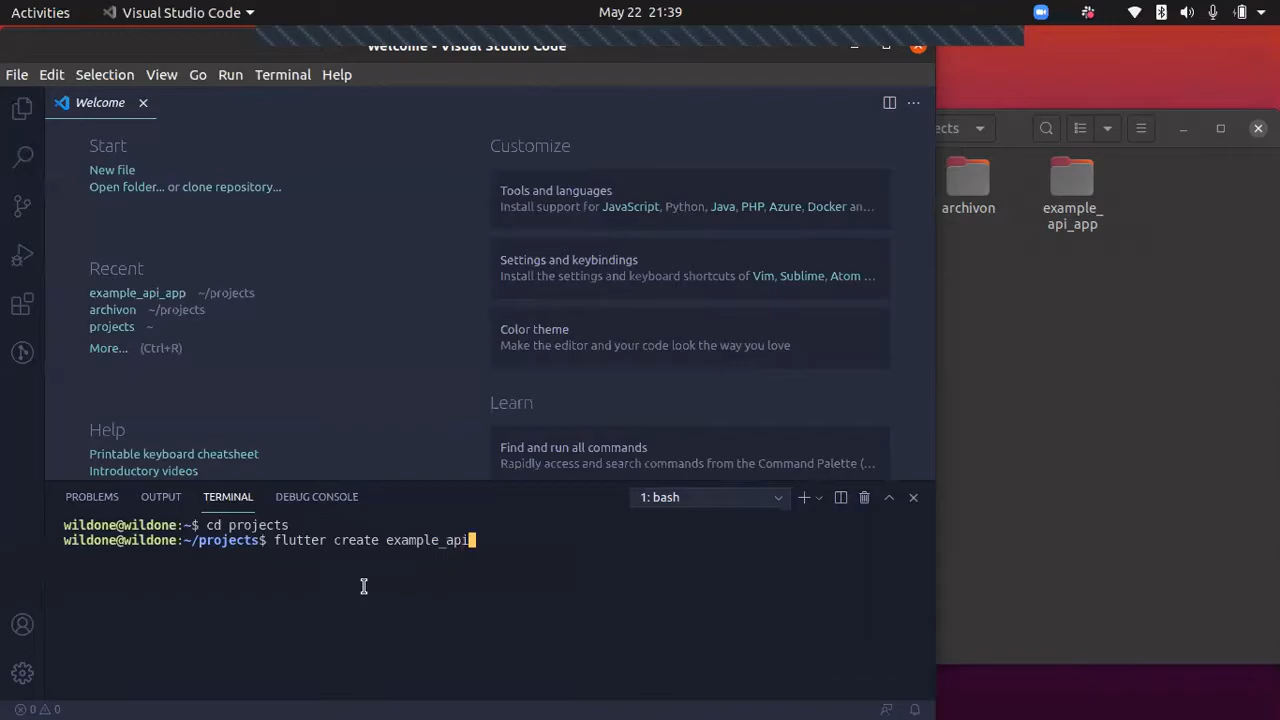 Activities
Visual Studio Code
May 22 21:39
Welcome - Visual Studio Code
File Edit Selection View Go Run Terminal Help
Welcome
Start
New file
Open folder... or clone repository...
Recent
example_api_app ~/projects
archivon ~/projects
projects ~
More... (Ctrl+R)
Help
Printable keyboard cheatsheet
Introductory videos
Customize
Tools and languages
Install support for JavaScript, Python, Java, PHP, Azure, Docker an...
Settings and keybindings
Install the settings and keyboard shortcuts of Vim, Sublime, Atom ...
Color theme
Make the editor and your code look the way you love
Learn
Find and run all commands
Rapidly access and search commands from the Command Palette (...
PROBLEMS OUTPUT TERMINAL DEBUG CONSOLE
1: bash
wildone@wildone:~$ cd projects
wildone@wildone:~/projects$ flutter create example_api
0 0
ects
archivon
example_
api_app